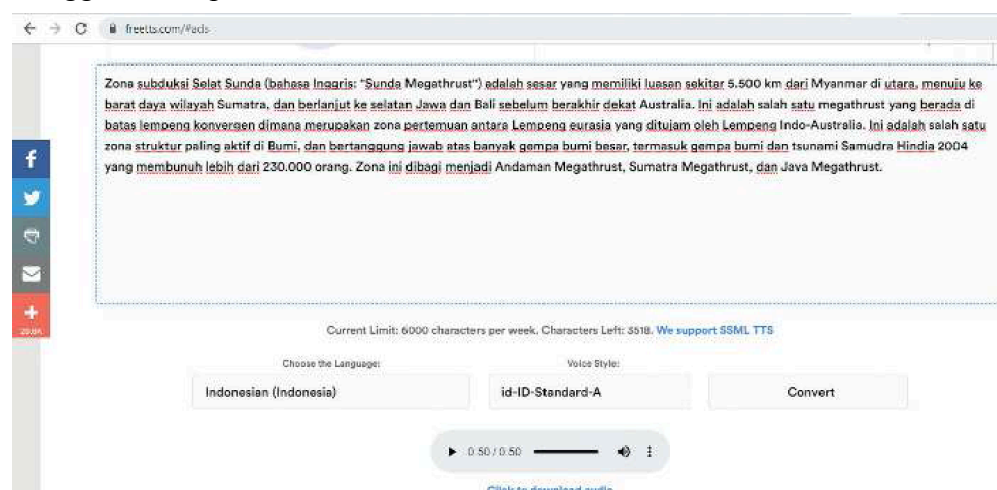 freetts.com/#ads
Zona subduksi Selat Sunda (bahasa Inggris: "Sunda Megathrust") adalah sesar yang memiliki luasan sekitar 5.500 km dari Myanmar di utara, menuju ke
barat daya wilayah Sumatra, dan berlanjut ke selatan Jawa dan Bali sebelum berakhir dekat Australia. Ini adalah salah satu megathrust yang berada di
batas lempeng konvergen dimana merupakan zona pertemuan antara Lempeng eurasia yang ditujam oleh Lempeng Indo-Australia. Ini adalah salah satu
zona struktur paling aktif di Bumi, dan bertanggung jawab atas banyak gempa bumi besar, termasuk gempa bumi dan tsunami Samudra Hindia 2004
yang membunuh lebih dari 230.000 orang. Zona ini dibagi menjadi Andaman Megathrust, Sumatra Megathrust, dan Java Megathrust.
Current Limit: 6000 characters per week. Characters Left: 3518. We support SSML TTS
Choose the Language: Voice Style:
Indonesian (Indonesia) id-ID-Standard-A Convert
0:50 / 0:50
Click to download audio